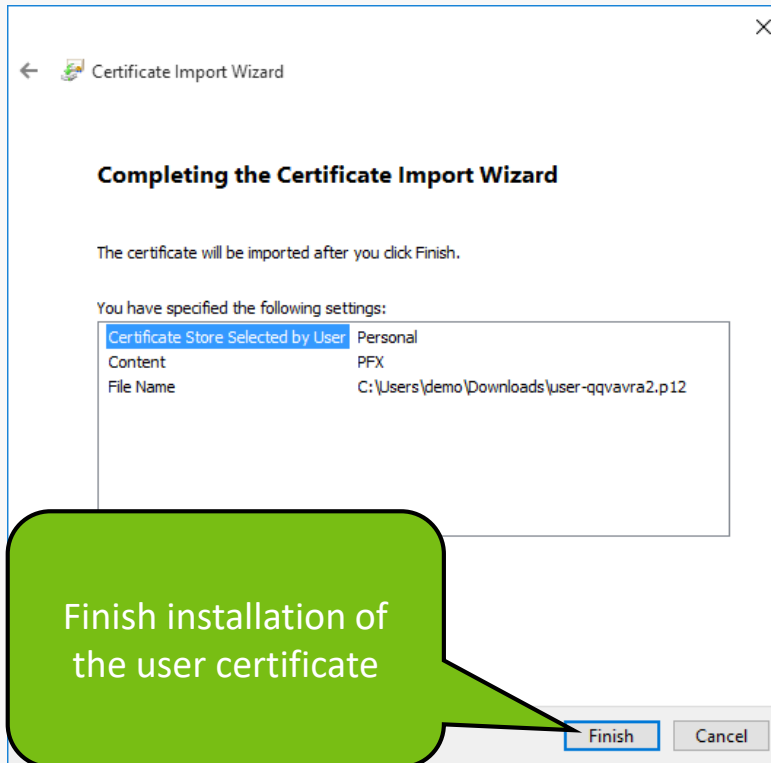 Certificate Import Wizard
Completing the Certificate Import Wizard
The certificate will be imported after you click Finish.
You have specified the following settings:
Certificate Store Selected by User Personal
Content PFX
File Name C:\Users\demo\Downloads\user-qqvavra2.p12
Finish installation of
the user certificate
Finish Cancel